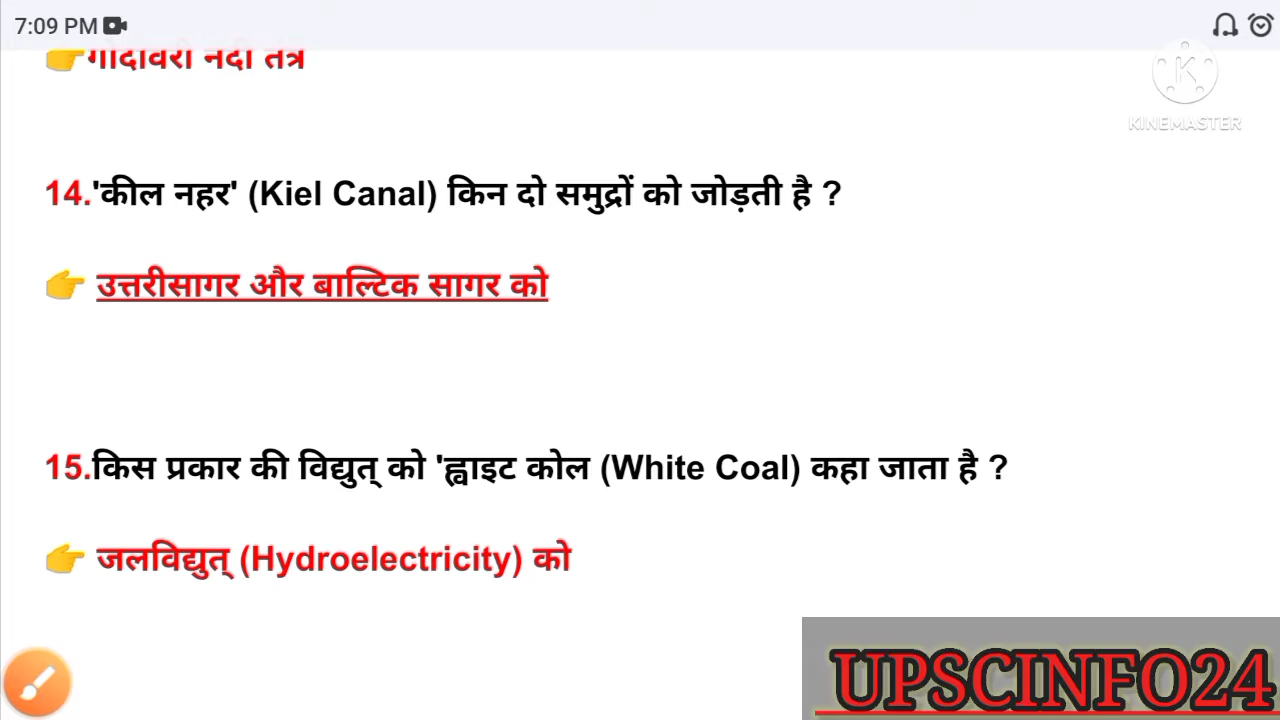 7:09 PM
👉गोदावरी नदी तंत्र
KINEMASTER
14.'कील नहर' (Kiel Canal) किन दो समुद्रों को जोड़ती है ?
👉 उत्तरीसागर और बाल्टिक सागर को
15.किस प्रकार की विद्युत् को 'ह्वाइट कोल (White Coal) कहा जाता है ?
👉 जलविद्युत् (Hydroelectricity) को
UPSCINFO24